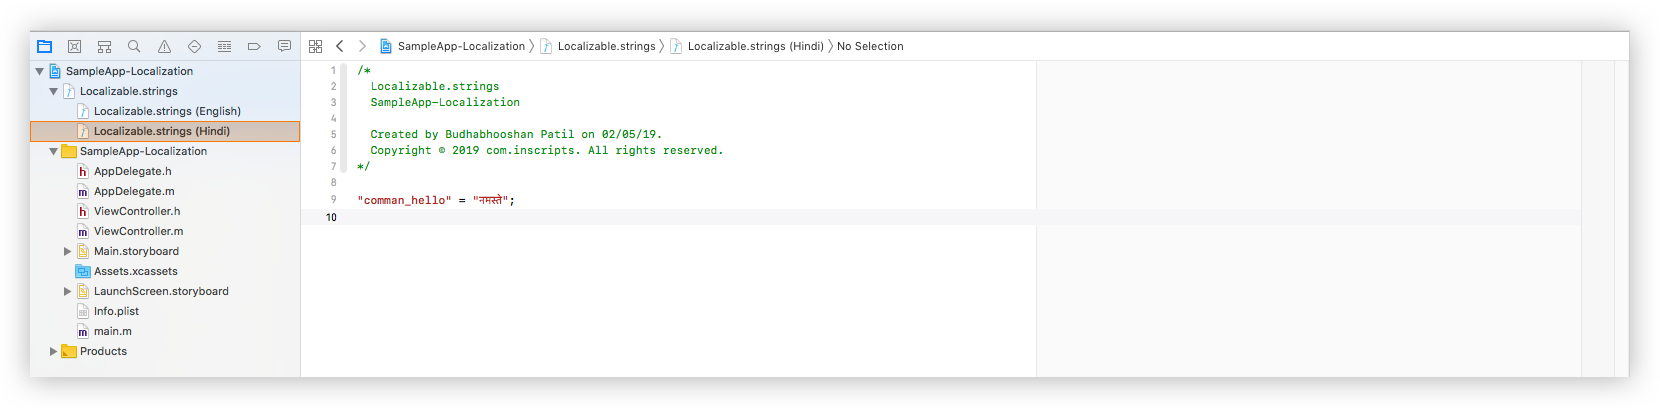 SampleApp-Localization 〉 Localizable.strings 〉 Localizable.strings (Hindi) 〉 No Selection
SampleApp-Localization
Localizable.strings
Localizable.strings (English)
Localizable.strings (Hindi)
SampleApp-Localization
h AppDelegate.h
m AppDelegate.m
h ViewController.h
m ViewController.m
Main.storyboard
Assets.xcassets
LaunchScreen.storyboard
Info.plist
m main.m
Products
1 /*
2 Localizable.strings
3 SampleApp-Localization
4
5 Created by Budhabhooshan Patil on 02/05/19.
6 Copyright © 2019 com.inscripts. All rights reserved.
7 */
8
9 "comman_hello" = "नमस्ते";
10